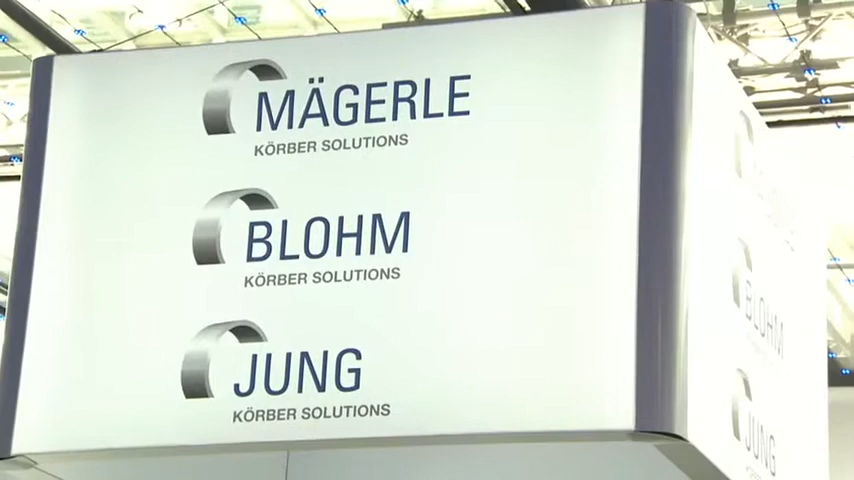 MÄGERLE
KÖRBER SOLUTIONS
BLOHM
KÖRBER SOLUTIONS
JUNG
KÖRBER SOLUTIONS
BLOHM
JUNG